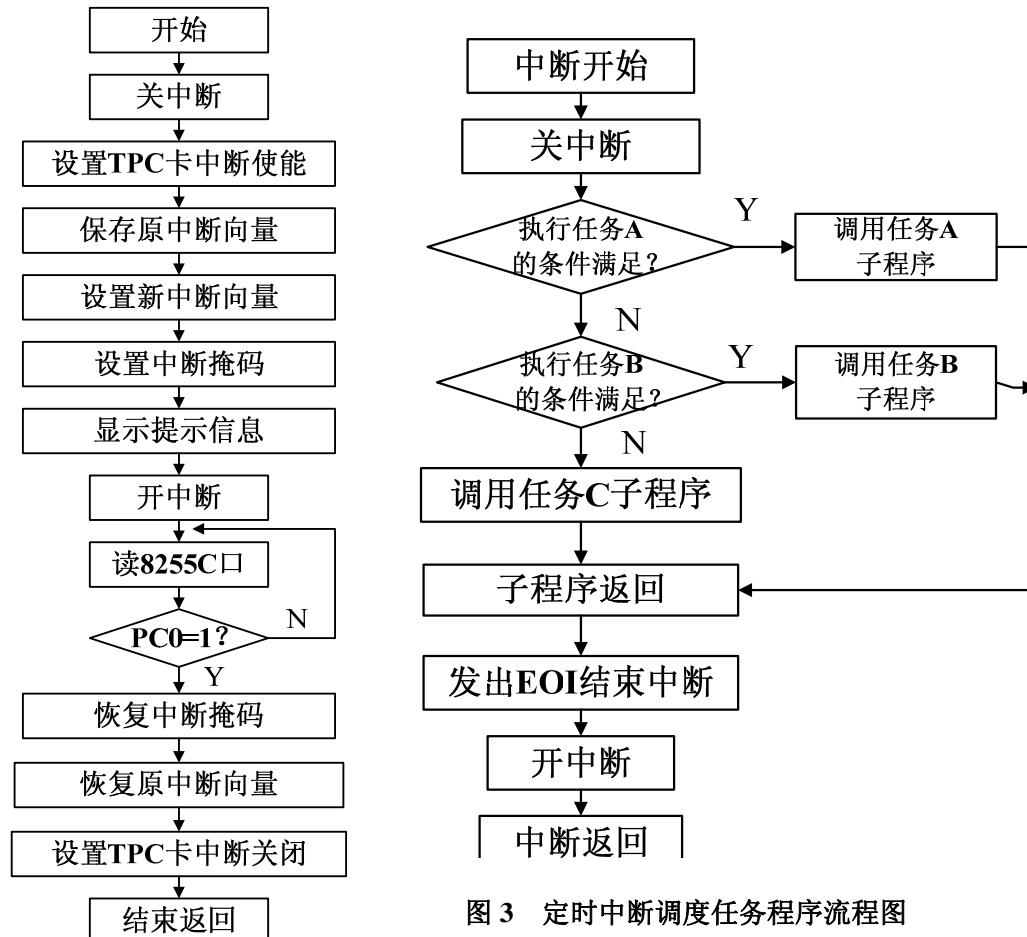 开始
关中断
设置TPC卡中断使能
保存原中断向量
设置新中断向量
设置中断掩码
显示提示信息
开中断
读8255C口
PC0=1?
N
Y
恢复中断掩码
恢复原中断向量
设置TPC卡中断关闭
结束返回
中断开始
关中断
执行任务A
的条件满足?
Y
调用任务A
子程序
N
执行任务B
的条件满足?
Y
调用任务B
子程序
N
调用任务C子程序
子程序返回
发出EOI结束中断
开中断
中断返回
图 3 定时中断调度任务程序流程图